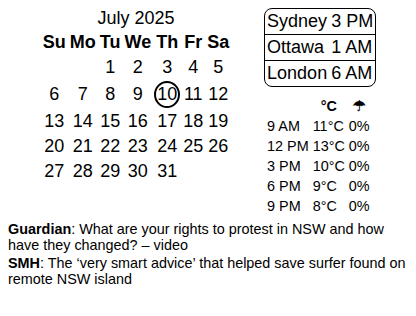 July 2025
Su Mo Tu We Th Fr Sa
1 2 3 4 5
6 7 8 9 10 11 12
13 14 15 16 17 18 19
20 21 22 23 24 25 26
27 28 29 30 31
Sydney 3 PM
Ottawa 1 AM
London 6 AM
°C ☂
9 AM 11°C 0%
12 PM 13°C 0%
3 PM 10°C 0%
6 PM 9°C 0%
9 PM 8°C 0%
Guardian: What are your rights to protest in NSW and how
have they changed? – video
SMH: The ‘very smart advice’ that helped save surfer found on
remote NSW island